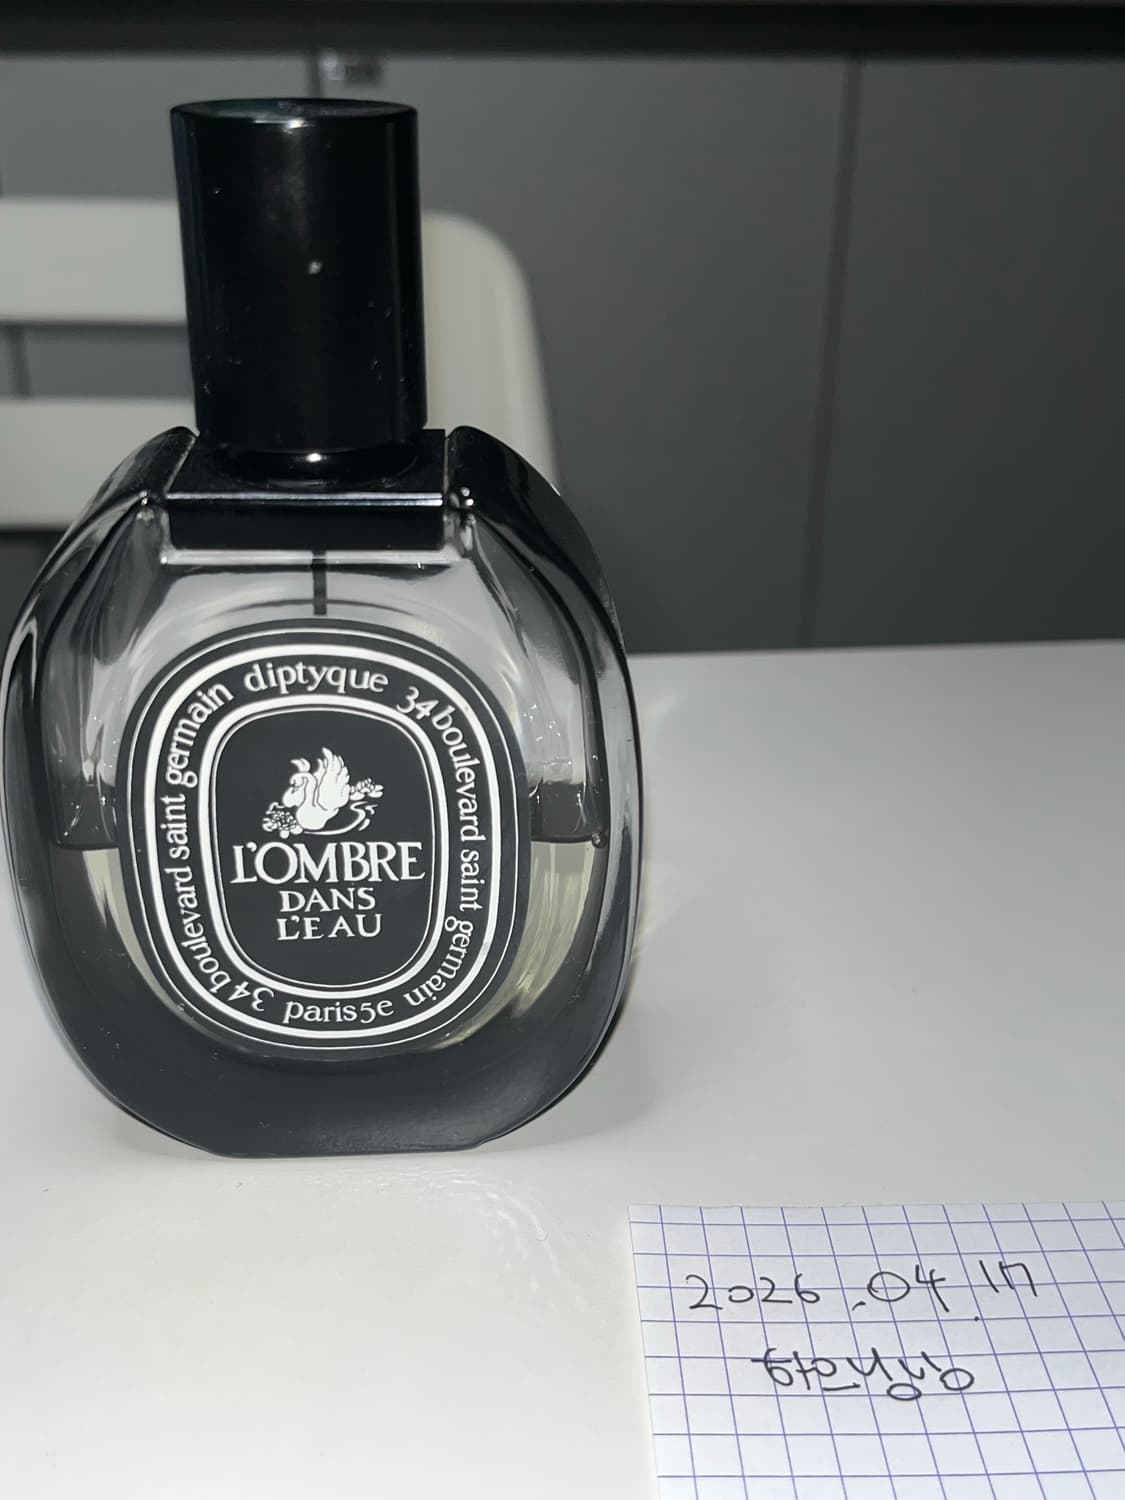 diptyque 34 boulevard saint germain paris5e 34 boulevard saint germain
L'OMBRE
DANS
L'EAU
2026.04.17